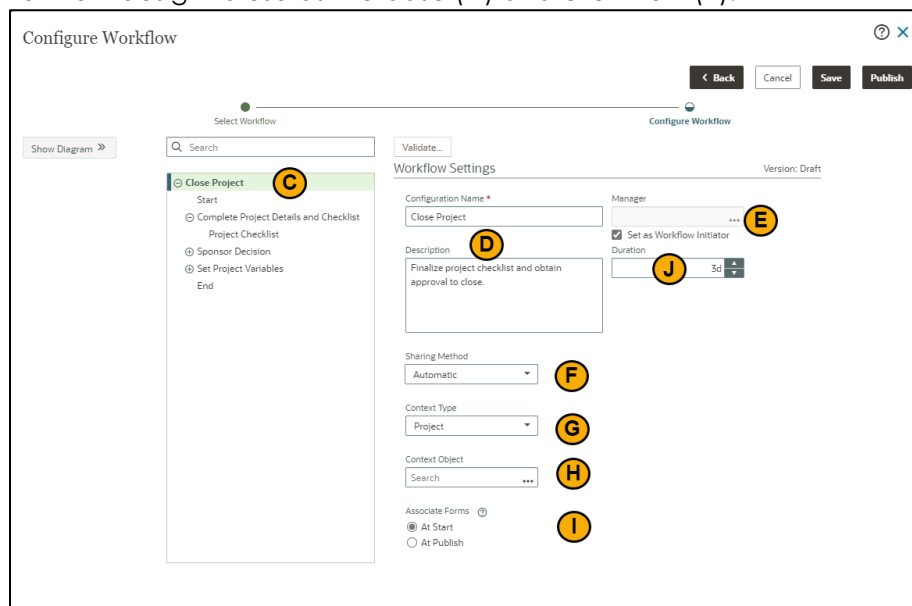 Configure Workflow
Back Cancel Save Publish
Select Workflow Configure Workflow
Show Diagram »
Search
Validate...
Workflow Settings Version: Draft
Close Project C
Start
Complete Project Details and Checklist
Project Checklist
Sponsor Decision
Set Project Variables
End
Configuration Name * Manager
Close Project ... E
Set as Workflow Initiator
D
Description Duration
Finalize project checklist and obtain
approval to close.
J 3d
Sharing Method
Automatic F
Context Type
Project G
Context Object
Search ... H
Associate Forms ?
At Start I
At Publish